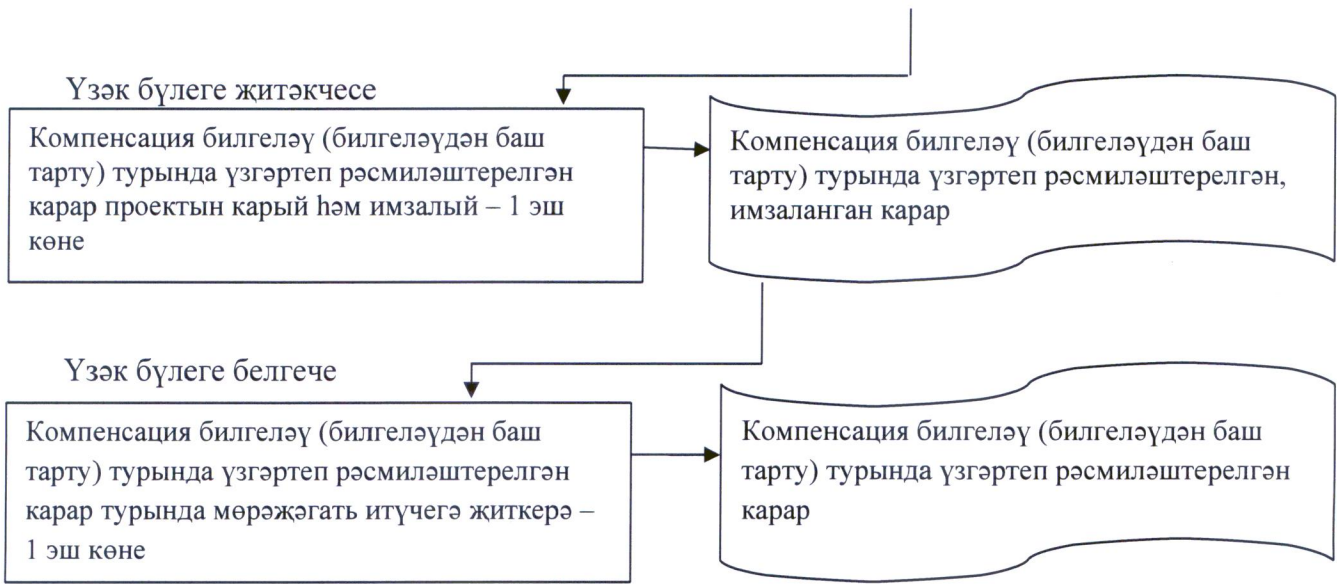 Үзәк бүлеге җитәкчесе
Компенсация билгеләү (билгеләүдән баш
тарту) турында үзгәртеп рәсмиләштерелгән
карар проектын карый һәм имзалый – 1 эш
көне
Компенсация билгеләү (билгеләүдән баш
тарту) турында үзгәртеп рәсмиләштерелгән,
имзаланган карар
Үзәк бүлеге белгече
Компенсация билгеләү (билгеләүдән баш
тарту) турында үзгәртеп рәсмиләштерелгән
карар турында мөрәҗәгать итүчегә җиткерә –
1 эш көне
Компенсация билгеләү (билгеләүдән баш
тарту) турында үзгәртеп рәсмиләштерелгән
карар